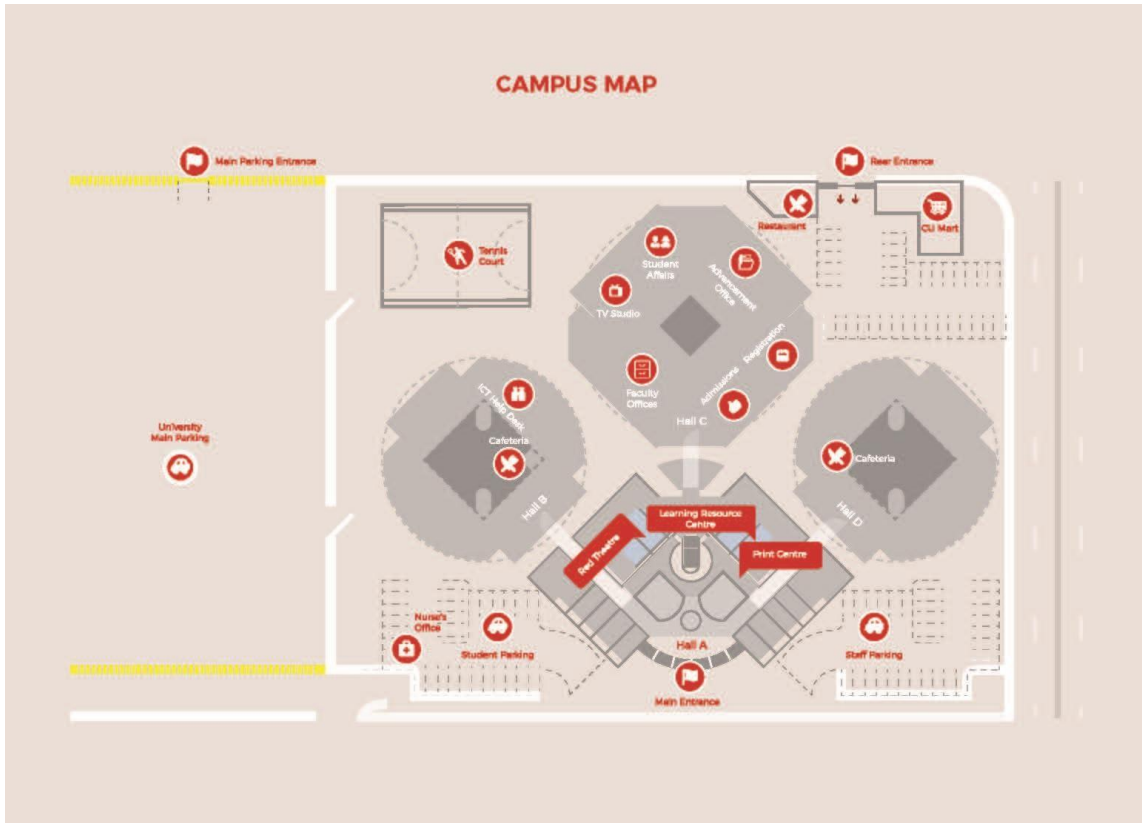 CAMPUS MAP
Main Parking Entrance
Rear Entrance
Restaurant
CU Mart
Tennis
Court
Student
Affairs
Advancement
Office
TV Studio
Registration
Admissions
Faculty
Offices
Hall C
ICT Help Desk
Cafeteria
Hall B
University
Main Parking
Cafeteria
Hall D
Learning Resource
Centre
Red Theatre
Print Centre
Nurse's
Office
Student Parking
Hall A
Staff Parking
Main Entrance